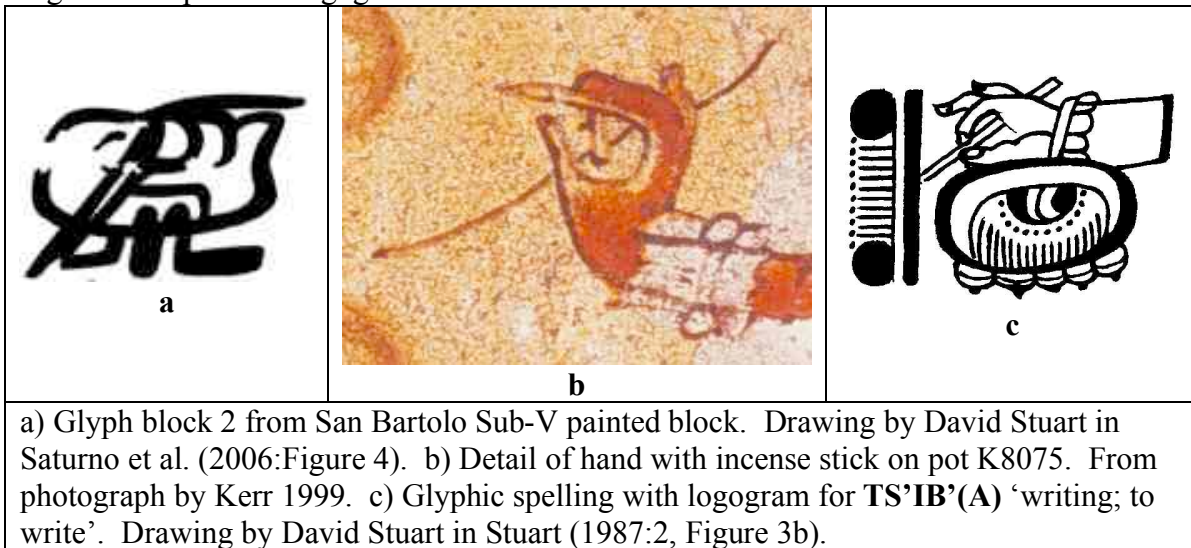 a
b
c
a) Glyph block 2 from San Bartolo Sub-V painted block. Drawing by David Stuart in
Saturno et al. (2006:Figure 4). b) Detail of hand with incense stick on pot K8075. From
photograph by Kerr 1999. c) Glyphic spelling with logogram for TS’IB’(A) ‘writing; to
write’. Drawing by David Stuart in Stuart (1987:2, Figure 3b).